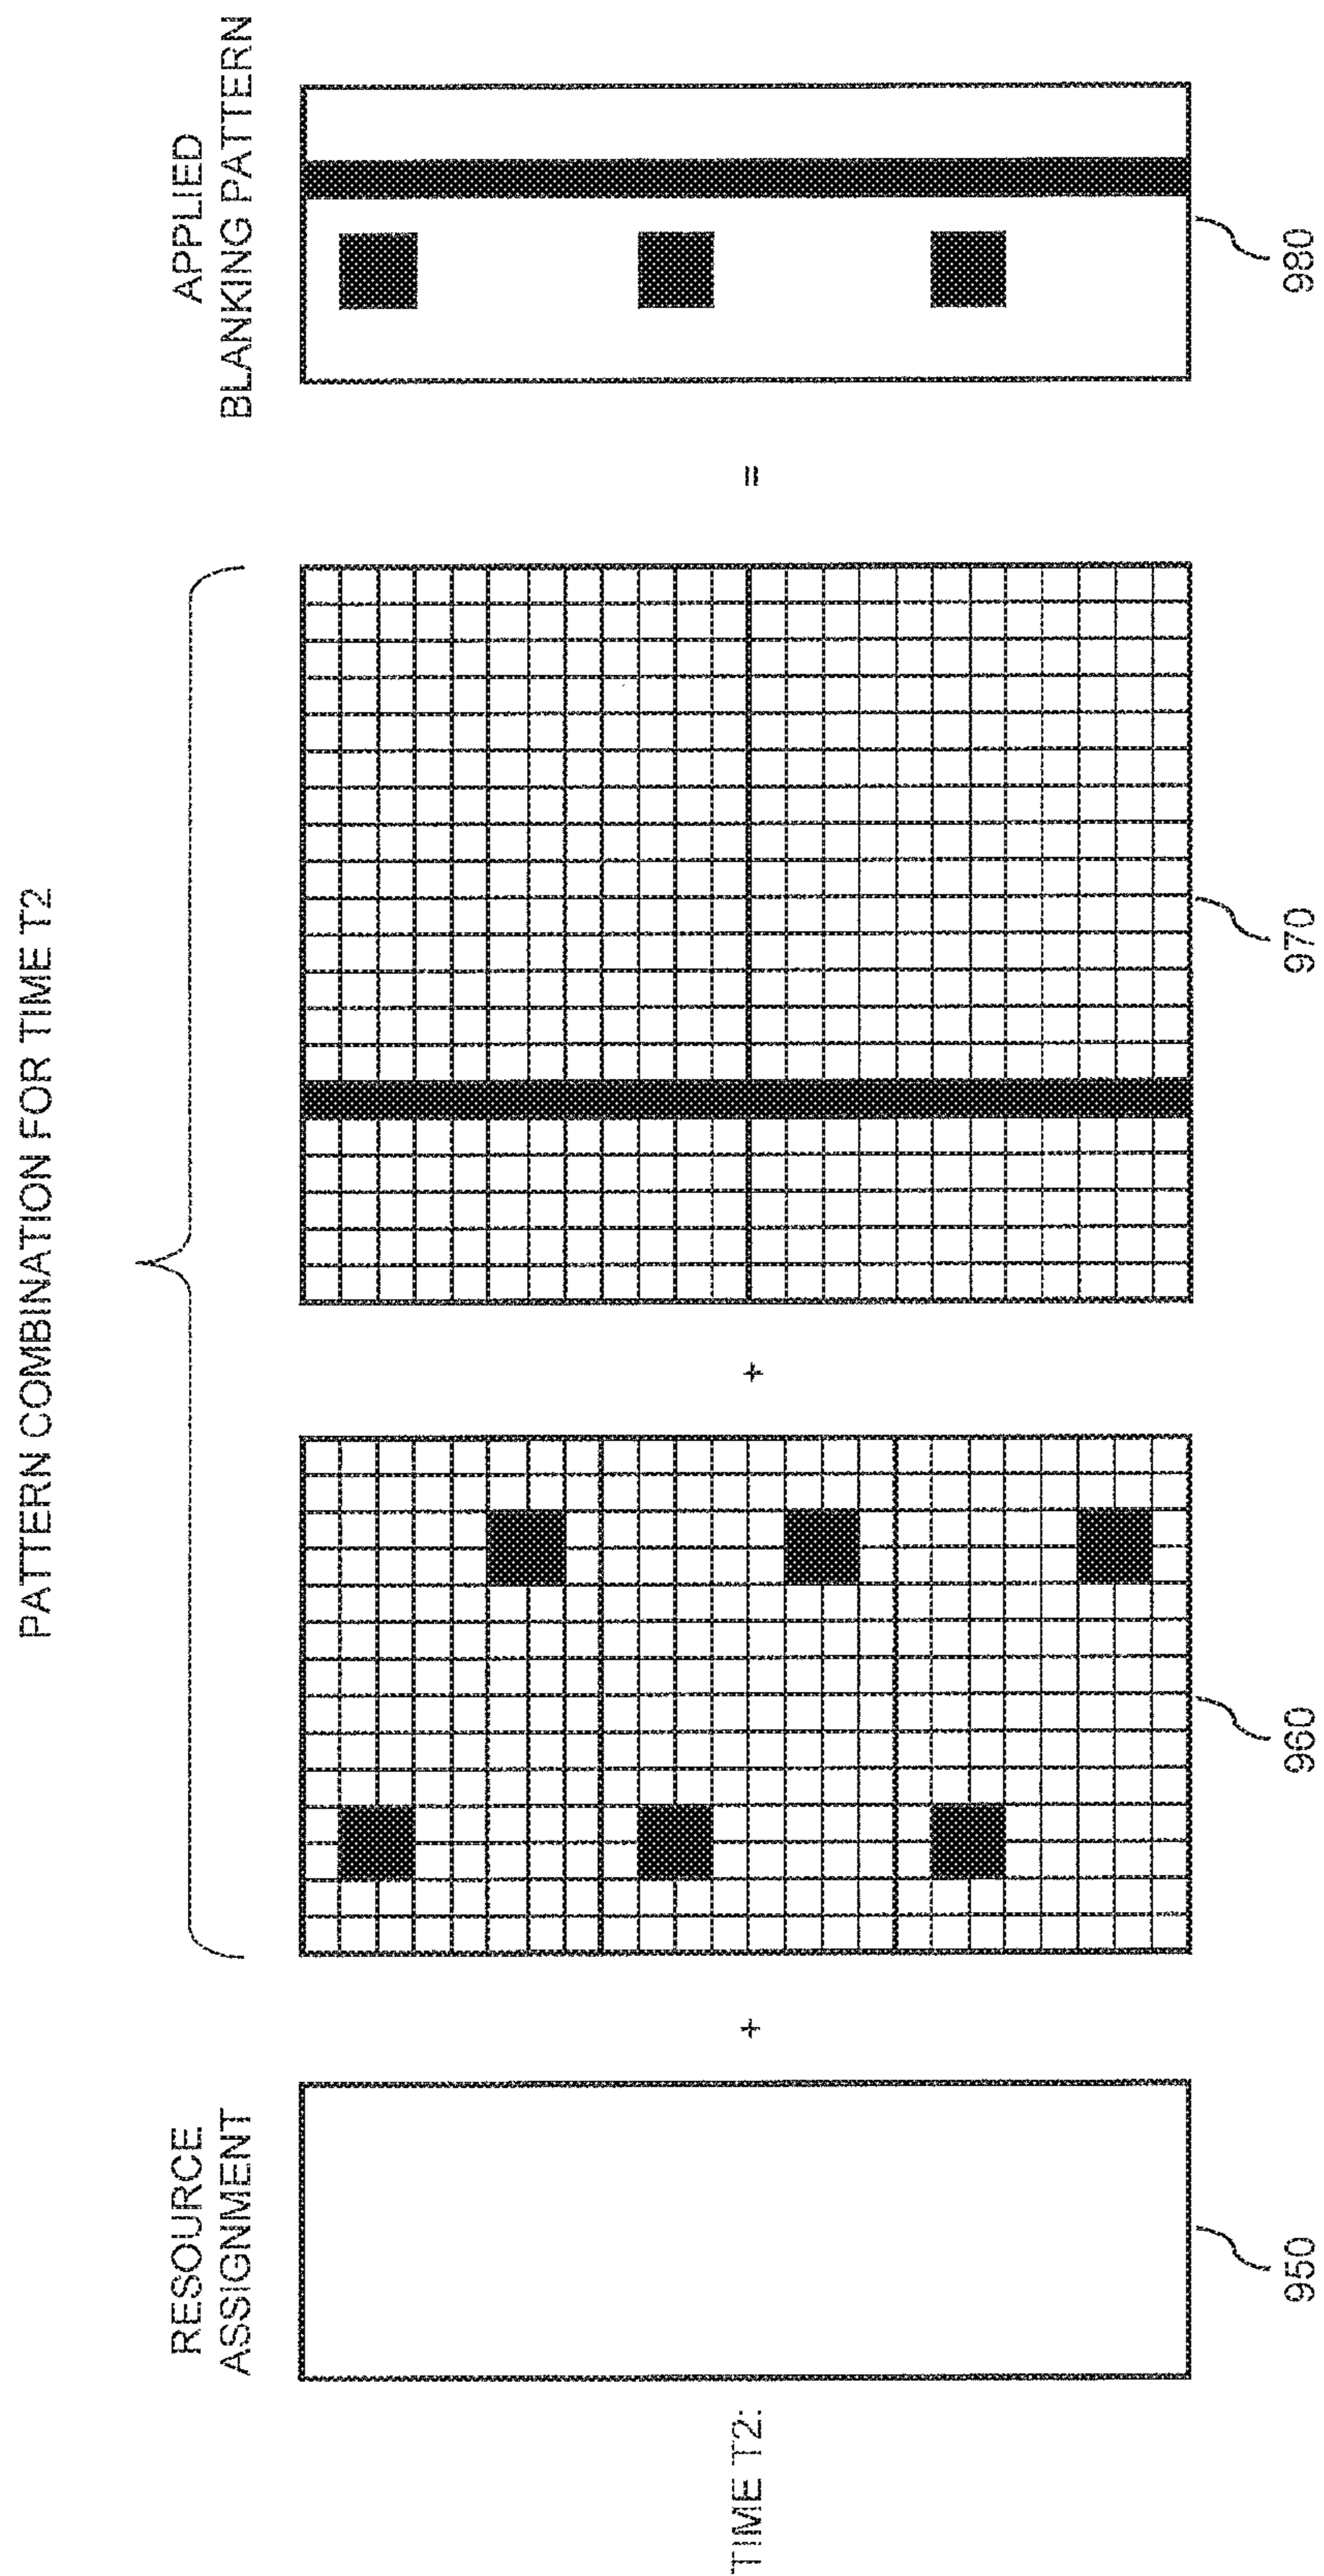 PATTERN COMBINATION FOR TIME T2
RESOURCE
ASSIGNMENT
APPLIED
BLANKING PATTERN
TIME T2:
+
+
=
950
960
970
980